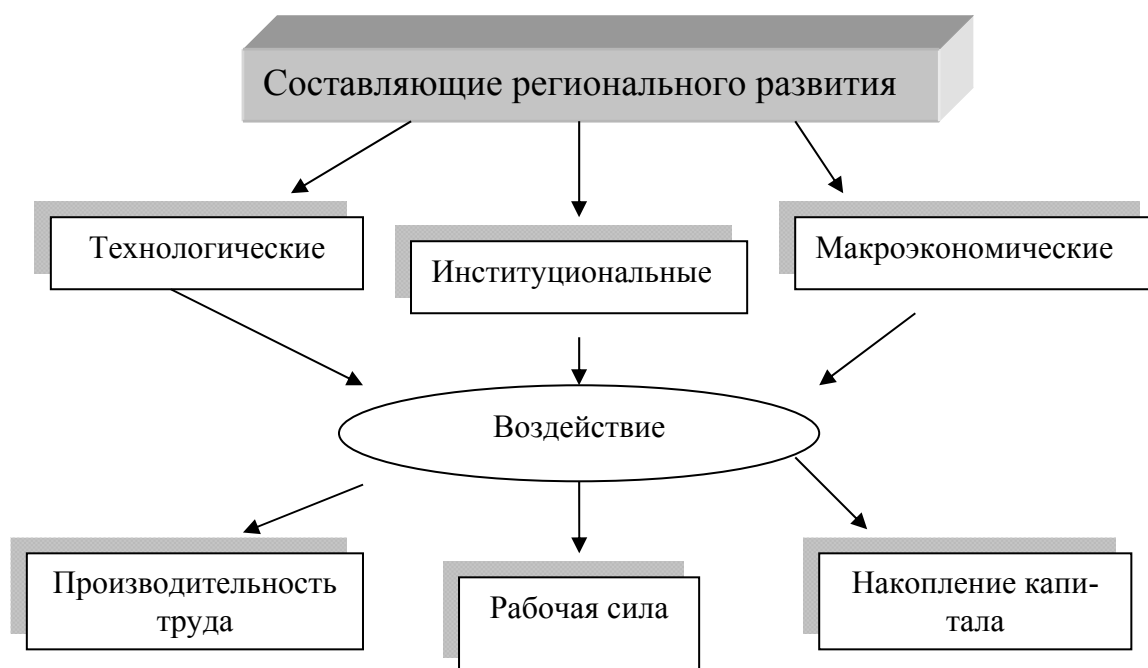 Составляющие регионального развития
Технологические
Институциональные
Макроэкономические
Воздействие
Производительность
труда
Рабочая сила
Накопление капи-
тала